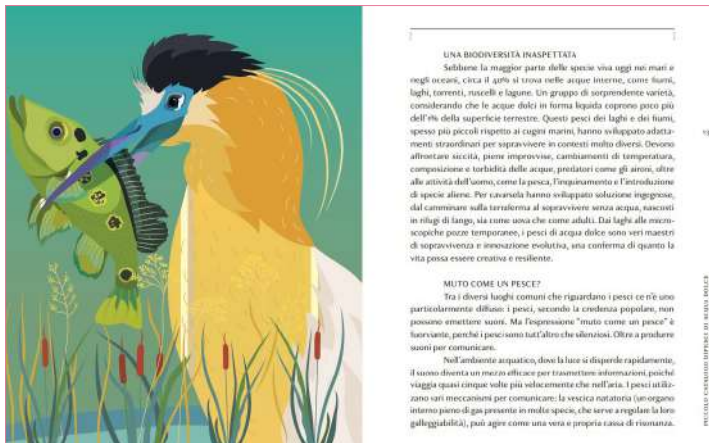 UNA BIODIVERSITÀ INASPETTATA
Sebbene la maggior parte delle specie viva oggi nei mari e
negli oceani, circa il 40% si trova nelle acque interne, come fiumi,
laghi, torrenti, ruscelli e lagune. Un gruppo di sorprendente varietà,
considerando che le acque dolci in forma liquida coprono poco più
dell'1% della superficie terrestre. Questi pesci dei laghi e dei fiumi,
spesso più piccoli rispetto ai cugini marini, hanno sviluppato adatta-
menti straordinari per sopravvivere in contesti molto diversi. Devono
affrontare siccità, piene improvvise, cambiamenti di temperatura,
composizione e torbidità delle acque, predatori come gli aironi, oltre
alle attività dell'uomo, come la pesca, l'inquinamento e l'introduzione
di specie aliene. Per cavarsela hanno sviluppato soluzione ingegnose,
dal camminare sulla terraferma al sopravvivere senza acqua, nascosti
in rifugi di fango, sia come uova che come adulti. Dai laghi alle micro-
scopiche pozze temporanee, i pesci di acqua dolce sono veri maestri
di sopravvivenza e innovazione evolutiva, una conferma di quanto la
vita possa essere creativa e resiliente.
MUTO COME UN PESCE?
Tra i diversi luoghi comuni che riguardano i pesci ce n'è uno
particolarmente diffuso: i pesci, secondo la credenza popolare, non
possono emettere suoni. Ma l'espressione "muto come un pesce" è
fuorviante, perché i pesci sono tutt'altro che silenziosi. Oltre a produrre
suoni per comunicare.
Nell'ambiente acquatico, dove la luce si disperde rapidamente,
il suono diventa un mezzo efficace per trasmettere informazioni, poiché
viaggia quasi cinque volte più velocemente che nell'aria. I pesci utiliz-
zano vari meccanismi per comunicare: la vescica natatoria (un organo
interno pieno di gas presente in molte specie, che serve a regolare la loro
galleggiabilità), può agire come una vera e propria cassa di risonanza.
PICCOLO CATALOGO DI PESCI DI ACQUA DOLCE